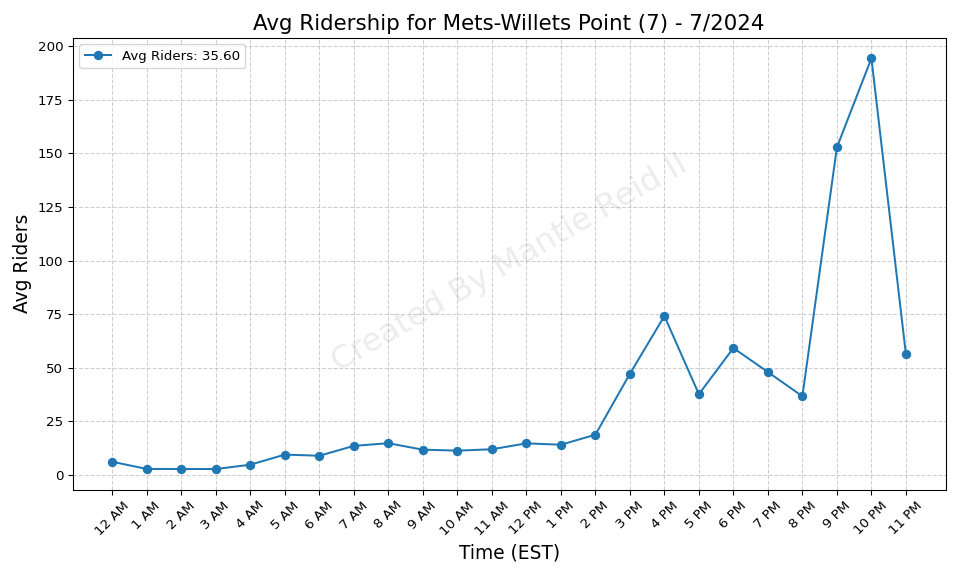 Avg Ridership for Mets-Willets Point (7) - 7/2024
Avg Riders: 35.60
200
175
150
125
100
75
50
25
0
Avg Riders
Created By Mantle Reid II
12 AM
1 AM
2 AM
3 AM
4 AM
5 AM
6 AM
7 AM
8 AM
9 AM
10 AM
11 AM
12 PM
1 PM
2 PM
3 PM
4 PM
5 PM
6 PM
7 PM
8 PM
9 PM
10 PM
11 PM
Time (EST)